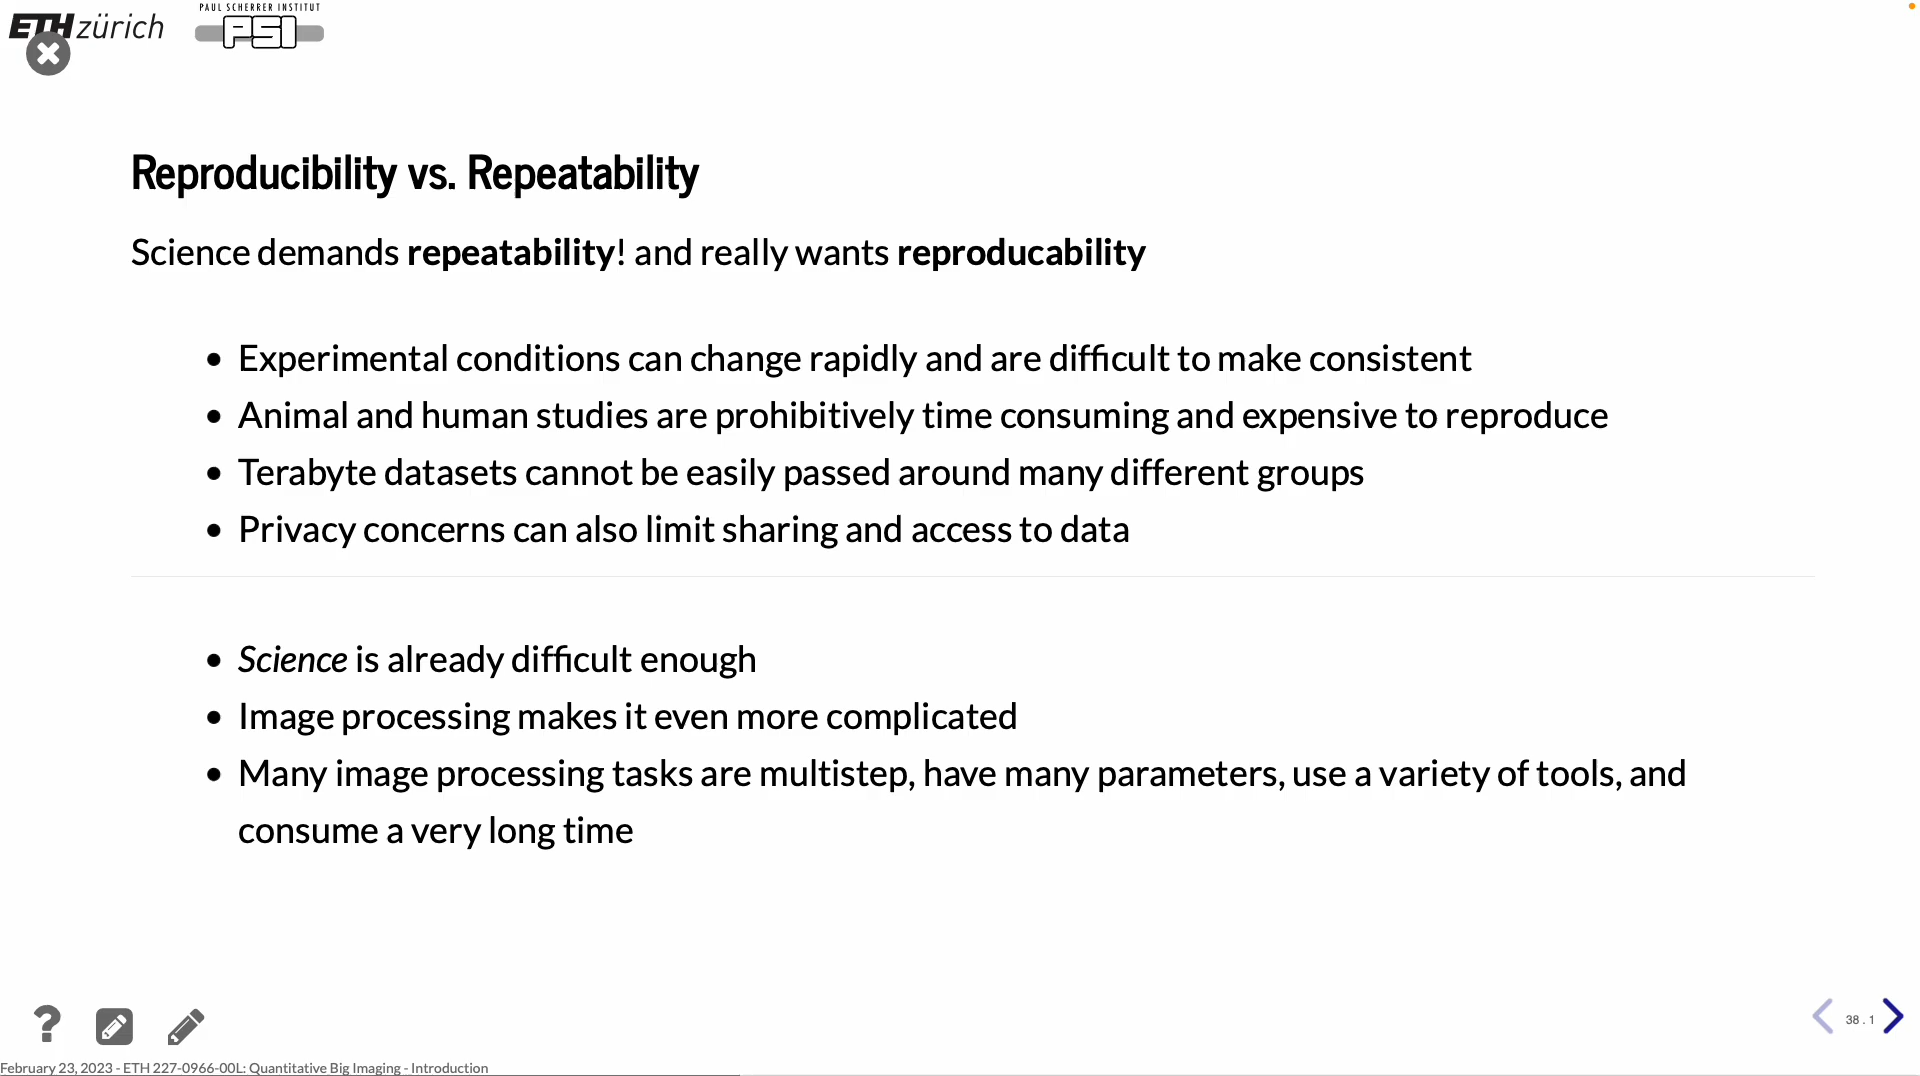 ETH zürich
PAUL SCHERRER INSTITUT
PSI
Reproducibility vs. Repeatability
Science demands repeatability! and really wants reproducability
• Experimental conditions can change rapidly and are difficult to make consistent
• Animal and human studies are prohibitively time consuming and expensive to reproduce
• Terabyte datasets cannot be easily passed around many different groups
• Privacy concerns can also limit sharing and access to data
• Science is already difficult enough
• Image processing makes it even more complicated
• Many image processing tasks are multistep, have many parameters, use a variety of tools, and
consume a very long time
?
38 . 1
February 23, 2023 - ETH 227-0966-00L: Quantitative Big Imaging - Introduction